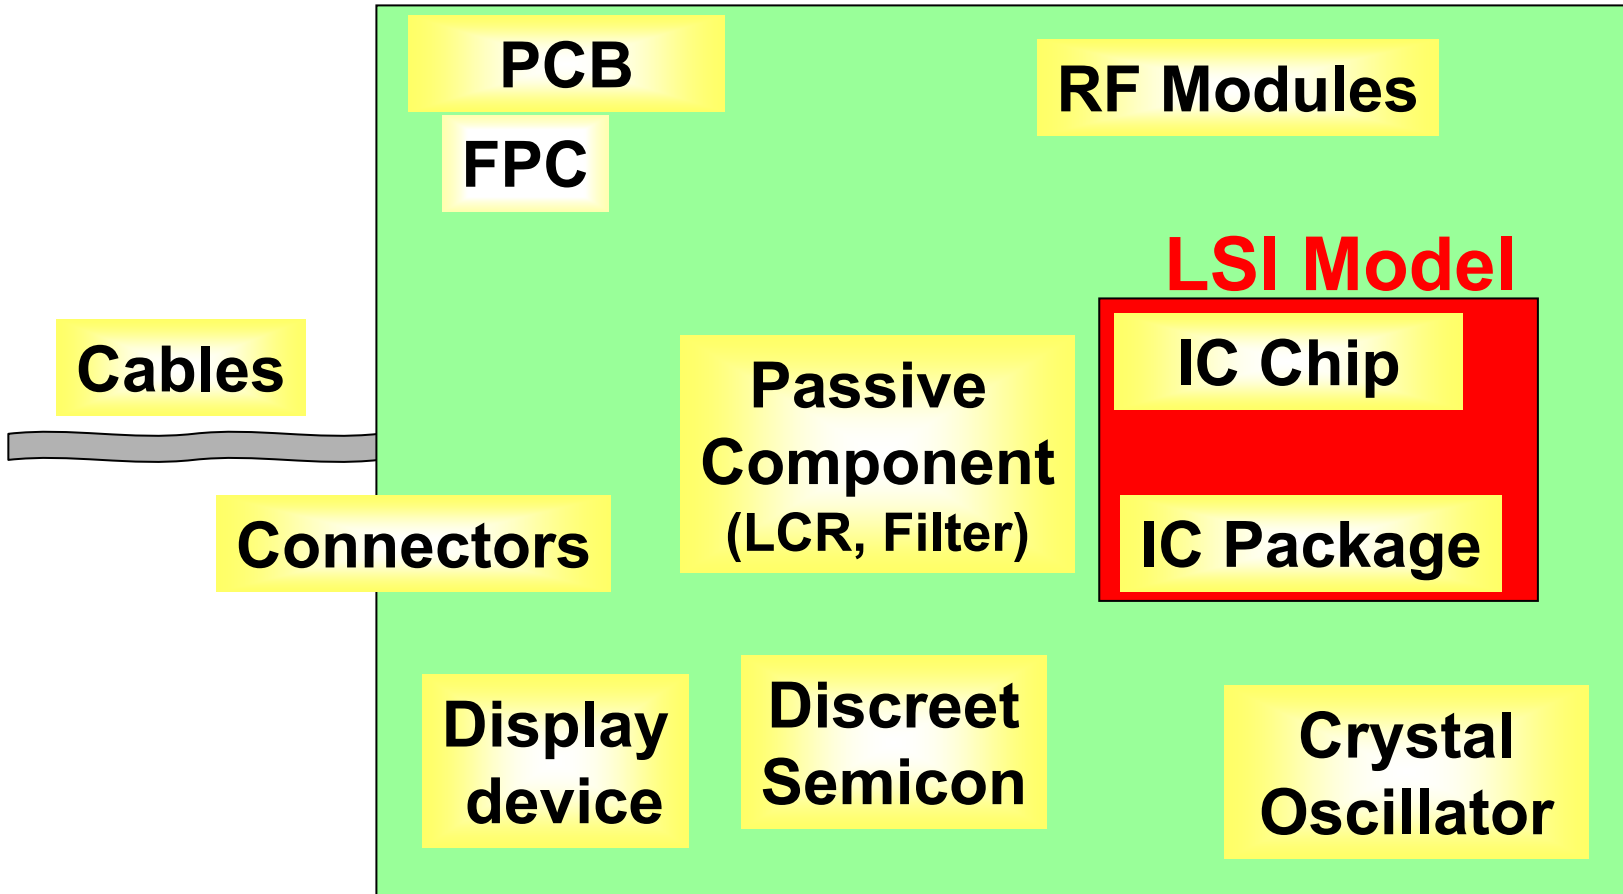 PCB
RF Modules
FPC
LSI Model
Cables
IC Chip
Passive
Component
(LCR, Filter)
Connectors
IC Package
Display
device
Discreet
Semicon
Crystal
Oscillator